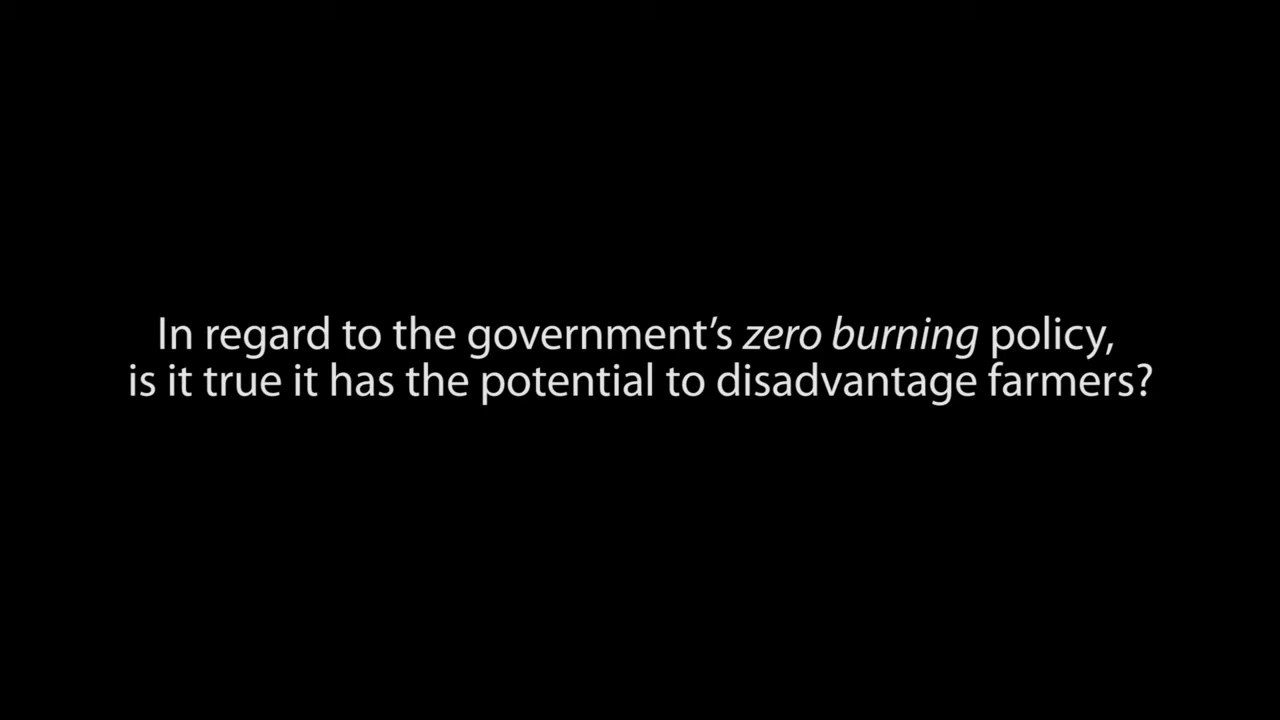 In regard to the government’s zero burning policy,
is it true it has the potential to disadvantage farmers?